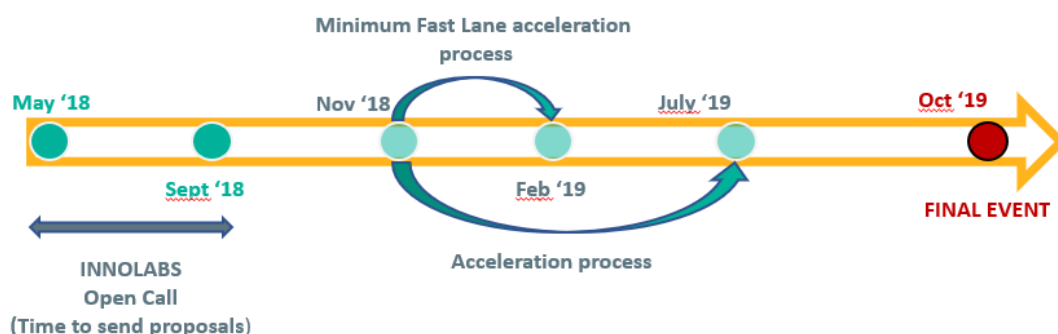 Minimum Fast Lane acceleration
process
May ‘18
Nov ‘18
July ‘19
Oct ‘19
Sept ‘18
Feb ‘19
FINAL EVENT
Acceleration process
INNOLABS
Open Call
(Time to send proposals)